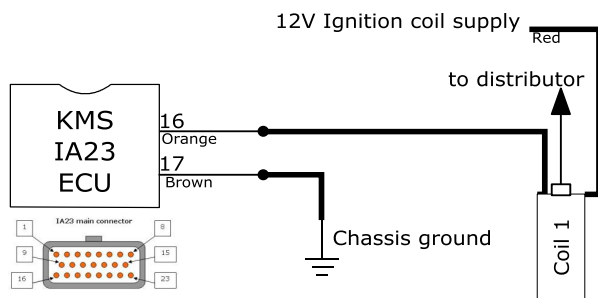 12V Ignition coil supply
Red
to distributor
KMS
IA23
ECU
16
Orange
17
Brown
IA23 main connector
1
8
9
15
16
23
Chassis ground
Coil 1